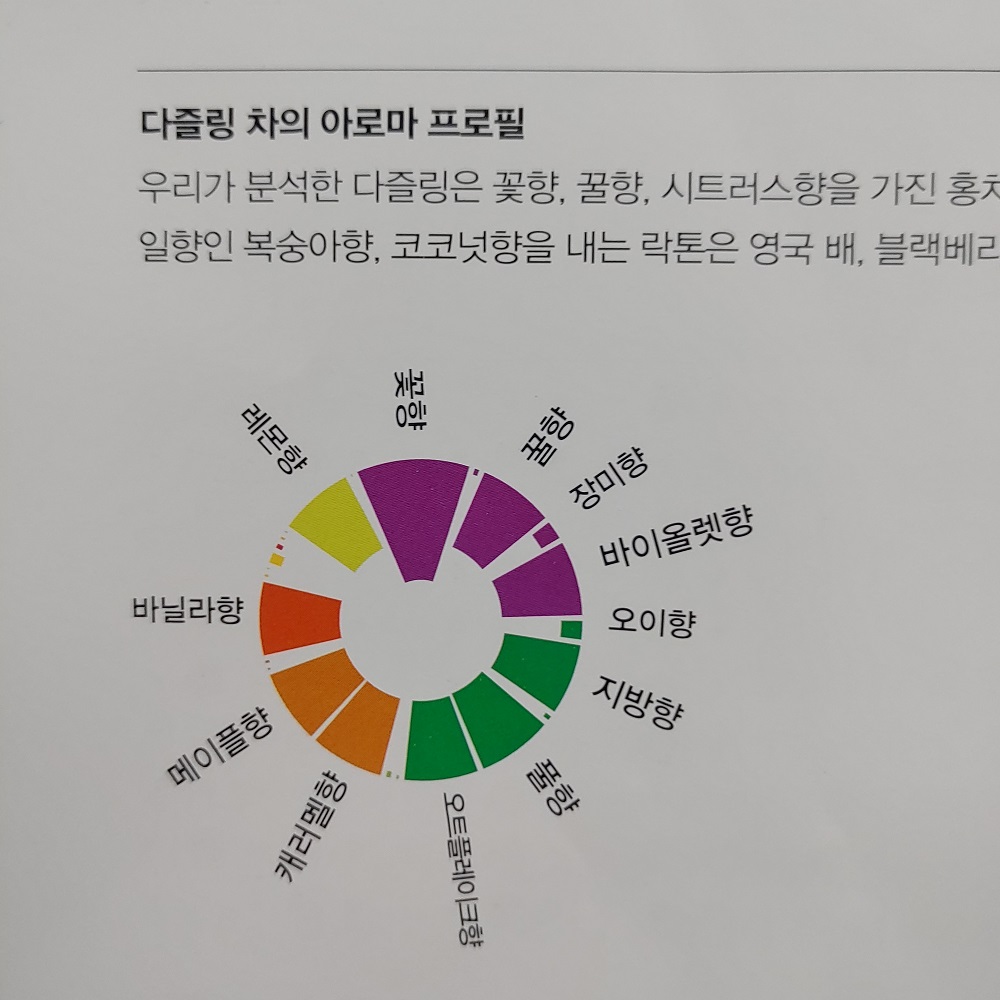 다즐링 차의 아로마 프로필
우리가 분석한 다즐링은 꽃향, 꿀향, 시트러스향을 가진 홍차
일향인 복숭아향, 코코넛향을 내는 락톤은 영국 배, 블랙베리
꽃향
꿀향
장미향
바이올렛향
오이향
지방향
풀향
오트플레이크향
캐러멜향
메이플향
바닐라향
레몬향